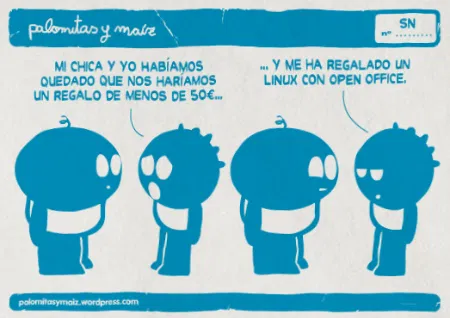 palomitas y maíz
SN
nº ........
MI CHICA Y YO HABÍAMOS
QUEDADO QUE NOS HARÍAMOS
UN REGALO DE MENOS DE 50€...
... Y ME HA REGALADO UN
LINUX CON OPEN OFFICE.
palomitasymaiz.wordpress.com